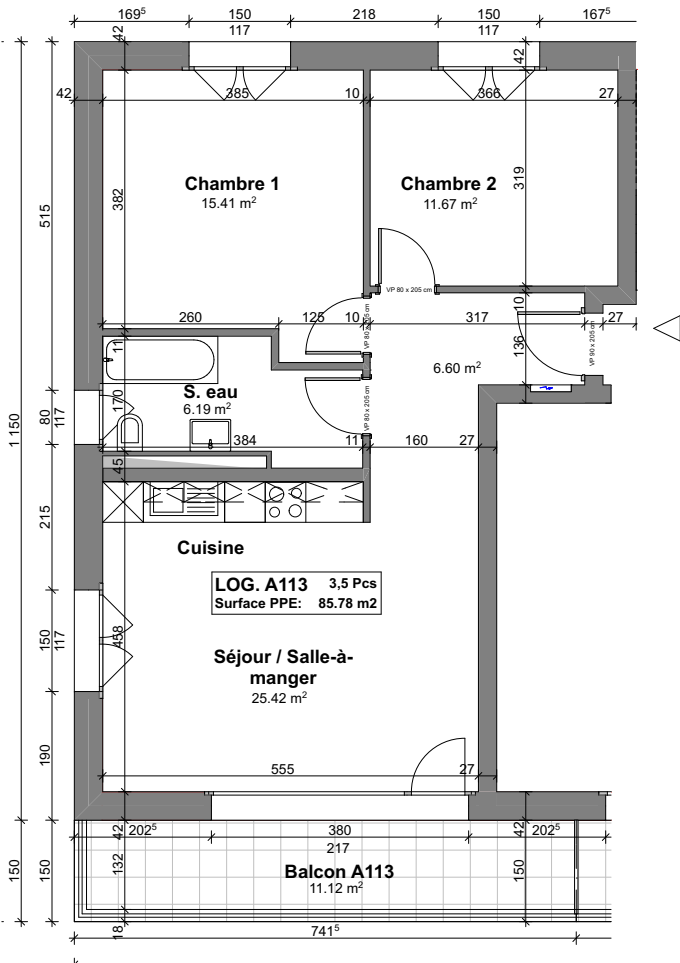 169⁵ 150 218 150 167⁵
117 117
42 42
42 385 10 366 27
Chambre 1
15.41 m²
Chambre 2
11.67 m²
382
319
515
VP 80 x 205 cm
260 125 10 317 27
10
136
VP 80 x 205 cm
VP 90 x 205 cm
11
6.60 m²
S. eau
6.19 m²
170
VP 80 x 205 cm
80
117
1 150
384 11 160 27
45
215
Cuisine
LOG. A113 3,5 Pcs
Surface PPE: 85.78 m2
150
117
458
Séjour / Salle-à-
manger
25.42 m²
190
555 27
42 202⁵ 380 42 202⁵
217
150 150 132 150
Balcon A113
11.12 m²
18
741⁵